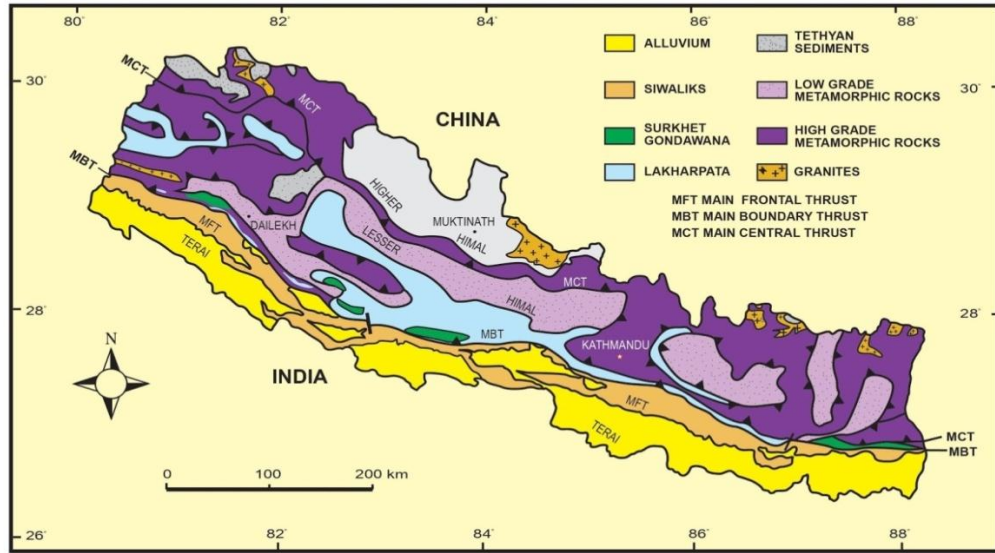 80°
82°
84°
86°
88°
30°
30°
28°
28°
26°
82°
84°
86°
88°
ALLUVIUM
SIWALIKS
SURKHET
GONDAWANA
LAKHARPATA
TETHYAN
SEDIMENTS
LOW GRADE
METAMORPHIC ROCKS
HIGH GRADE
METAMORPHIC ROCKS
GRANITES
MFT MAIN FRONTAL THRUST
MBT MAIN BOUNDARY THRUST
MCT MAIN CENTRAL THRUST
MCT
MCT
CHINA
MBT
HIGHER
HIMAL
MUKTINATH
DAILEKH
LESSER
HIMAL
MFT
TERAI
MCT
MBT
KATHMANDU
INDIA
MFT
TERAI
MCT
MBT
N
0 100 200 km